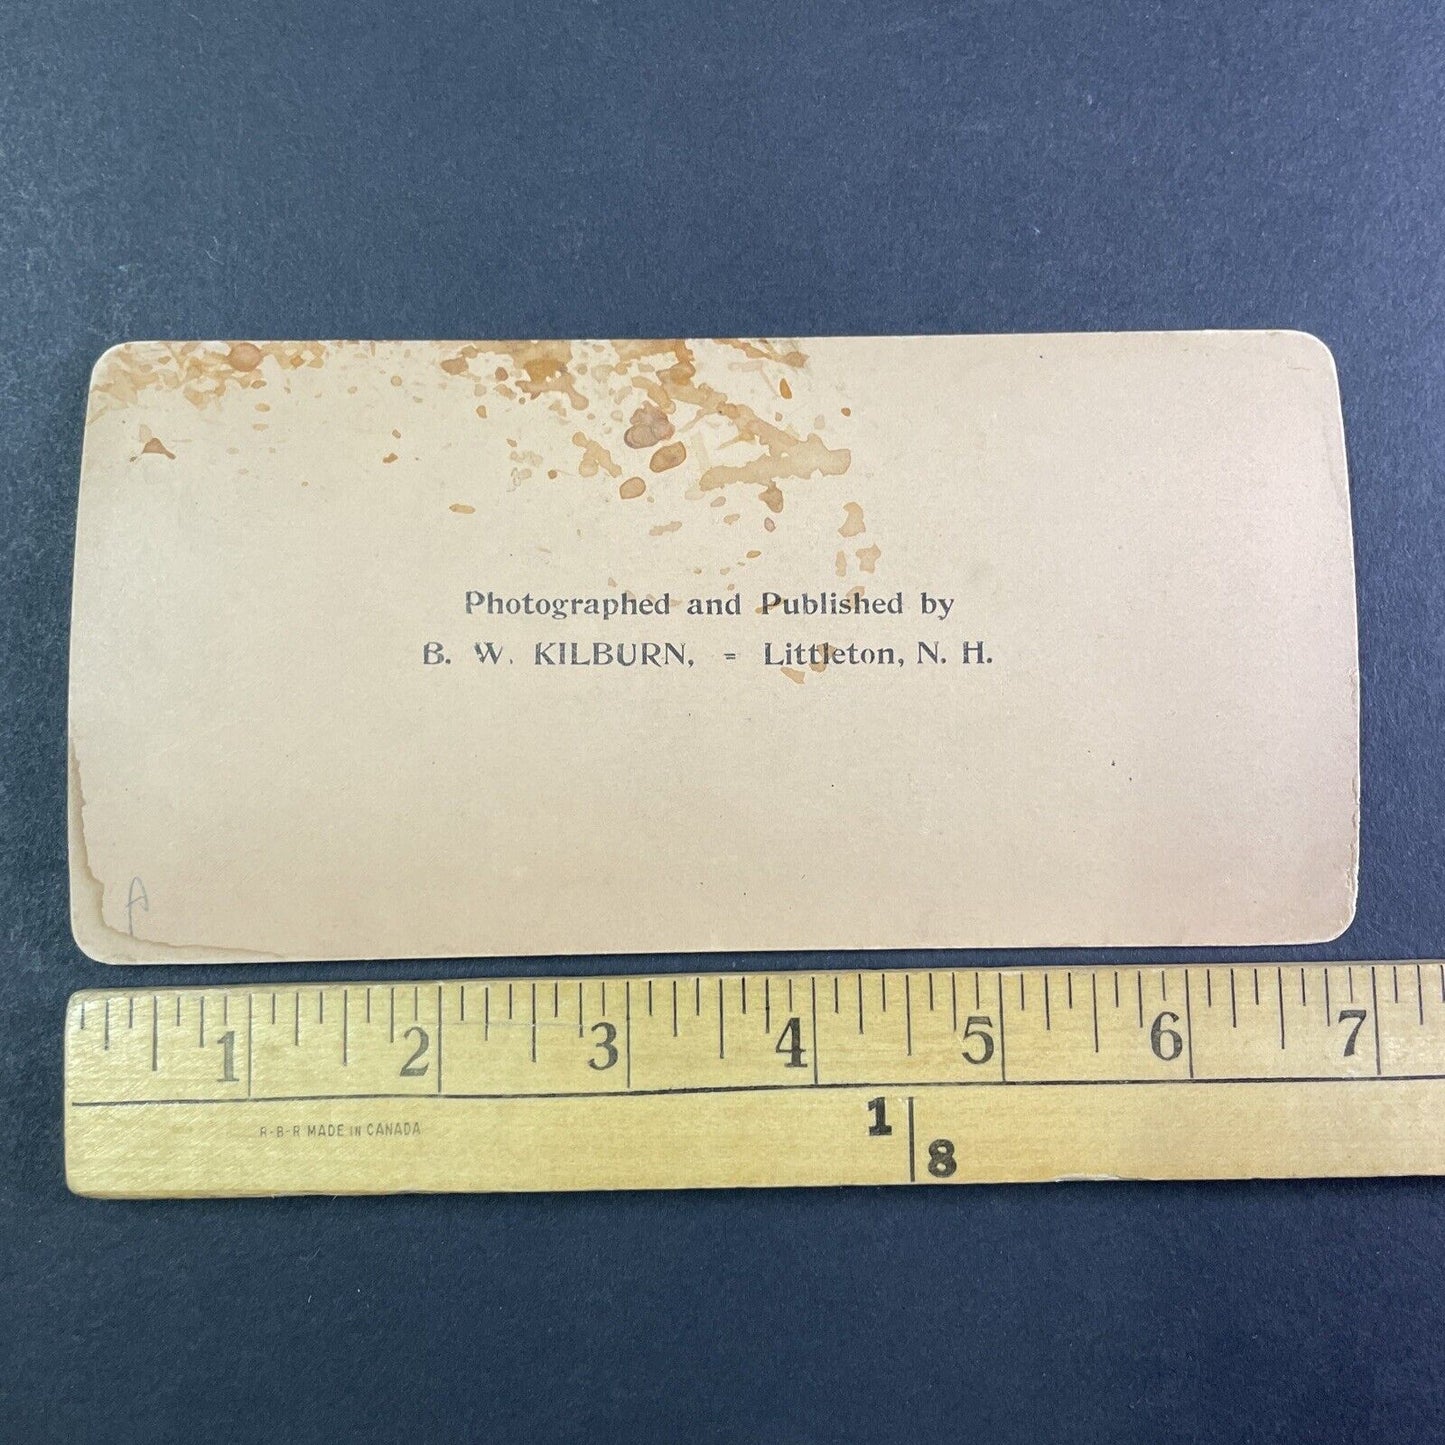 Photographed and Published by
B. W. KILBURN, = Littleton, N. H.
A
1 2 3 4 5 6 7
R-B-R MADE IN CANADA
1
8